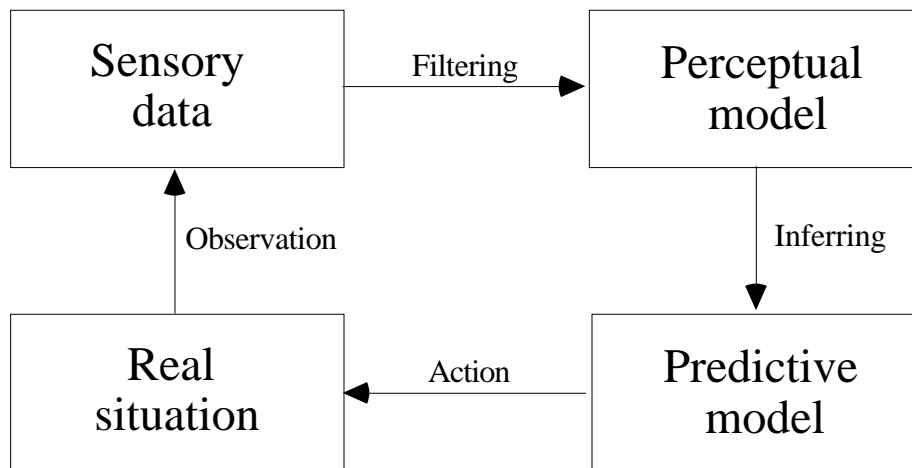 Sensory
data
Filtering
Perceptual
model
Observation
Inferring
Real
situation
Action
Predictive
model